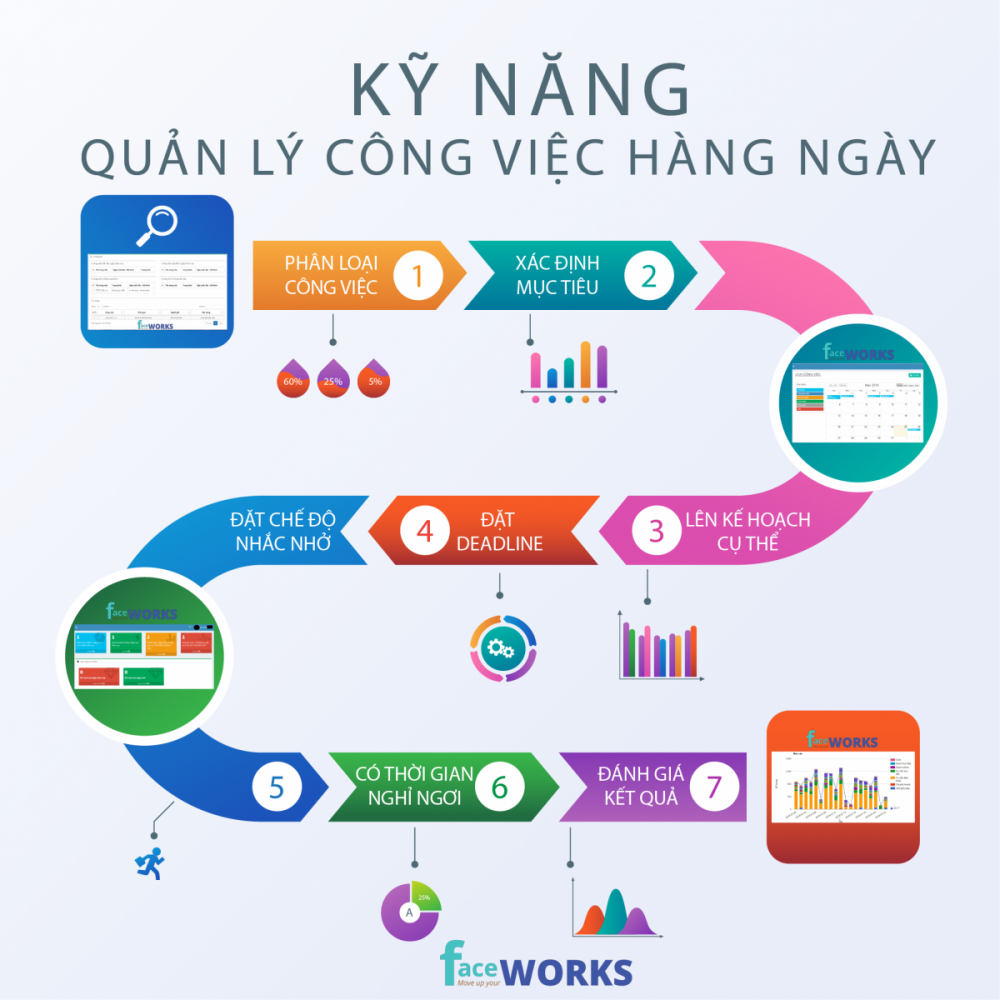 KỸ NĂNG
QUẢN LÝ CÔNG VIỆC HÀNG NGÀY
PHÂN LOẠI
CÔNG VIỆC
1
XÁC ĐỊNH
MỤC TIÊU
2
60%
25%
5%
faceWORKS
faceWORKS
LÊN KẾ HOẠCH
CỤ THỂ
3
ĐẶT
DEADLINE
4
ĐẶT CHẾ ĐỘ
NHẮC NHỞ
faceWORKS
5
CÓ THỜI GIAN
NGHỈ NGƠI
6
ĐÁNH GIÁ
KẾT QUẢ
7
faceWORKS
25%
A
faceWORKS
Move up your